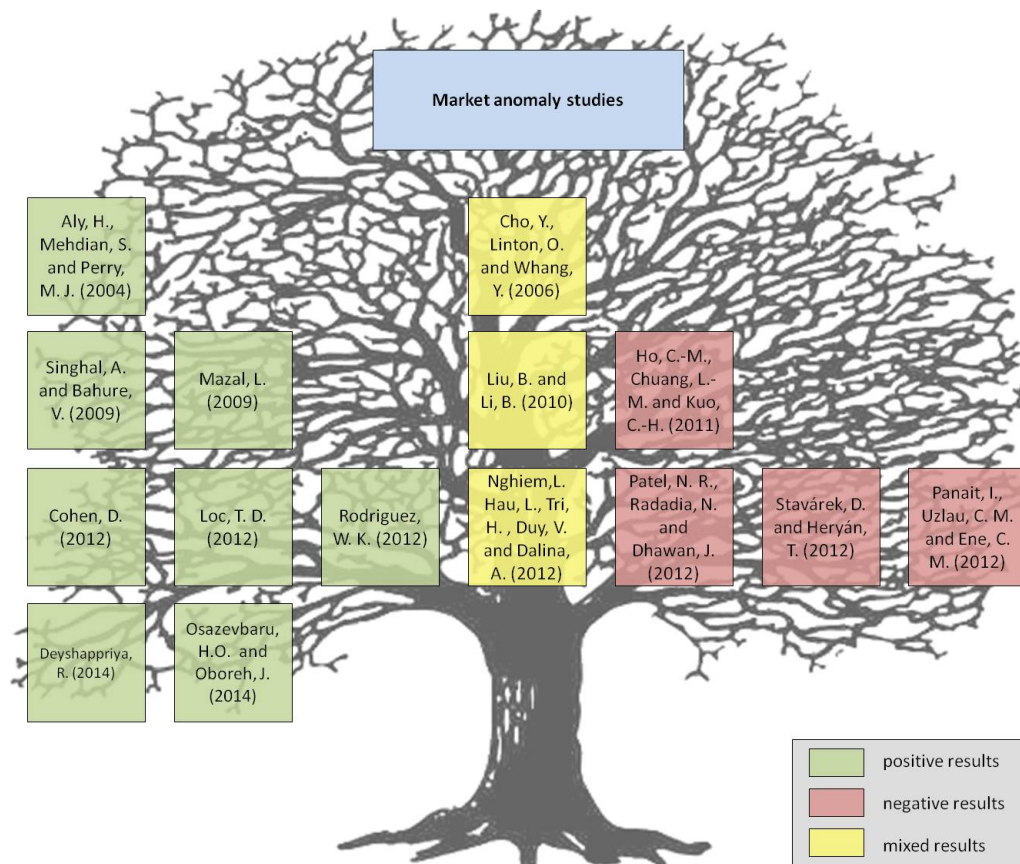 Market anomaly studies
Aly, H.,
Mehdian, S.
and Perry,
M. J. (2004)
Cho, Y.,
Linton, O.
and Whang,
Y. (2006)
Singhal, A.
and Bahure,
V. (2009)
Mazal, L.
(2009)
Liu, B. and
Li, B. (2010)
Ho, C.-M.,
Chuang, L.-
M. and Kuo,
C.-H. (2011)
Cohen, D.
(2012)
Loc, T. D.
(2012)
Rodriguez,
W. K. (2012)
Nghiem,L.
Hau, L., Tri,
H. , Duy, V.
and Dalina,
A. (2012)
Patel, N. R.,
Radadia, N.
and
Dhawan, J.
(2012)
Stavárek, D.
and Heryán,
T. (2012)
Panait, I.,
Uzlau, C. M.
and Ene, C.
M. (2012)
Deyshappriya,
R. (2014)
Osazevbaru,
H.O. and
Oboreh, J.
(2014)
positive results
negative results
mixed results